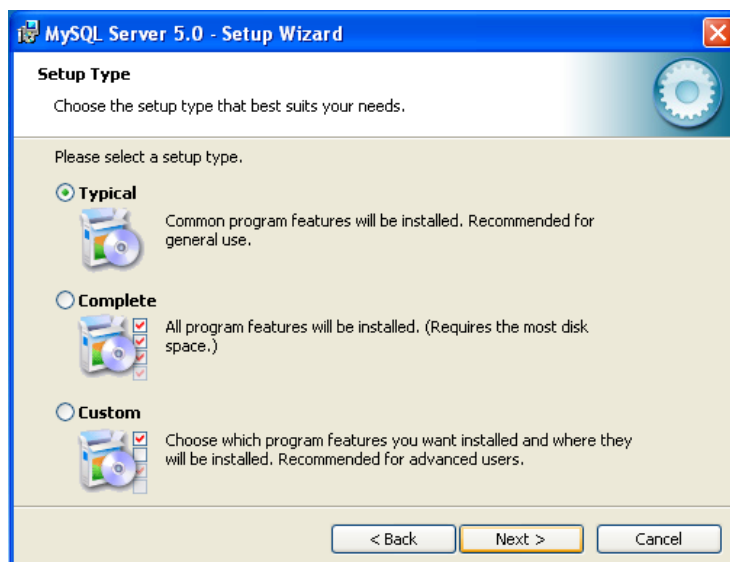 MySQL Server 5.0 - Setup Wizard
Setup Type
Choose the setup type that best suits your needs.
Please select a setup type.
Typical
Common program features will be installed. Recommended for
general use.
Complete
All program features will be installed. (Requires the most disk
space.)
Custom
Choose which program features you want installed and where they
will be installed. Recommended for advanced users.
< Back
Next >
Cancel